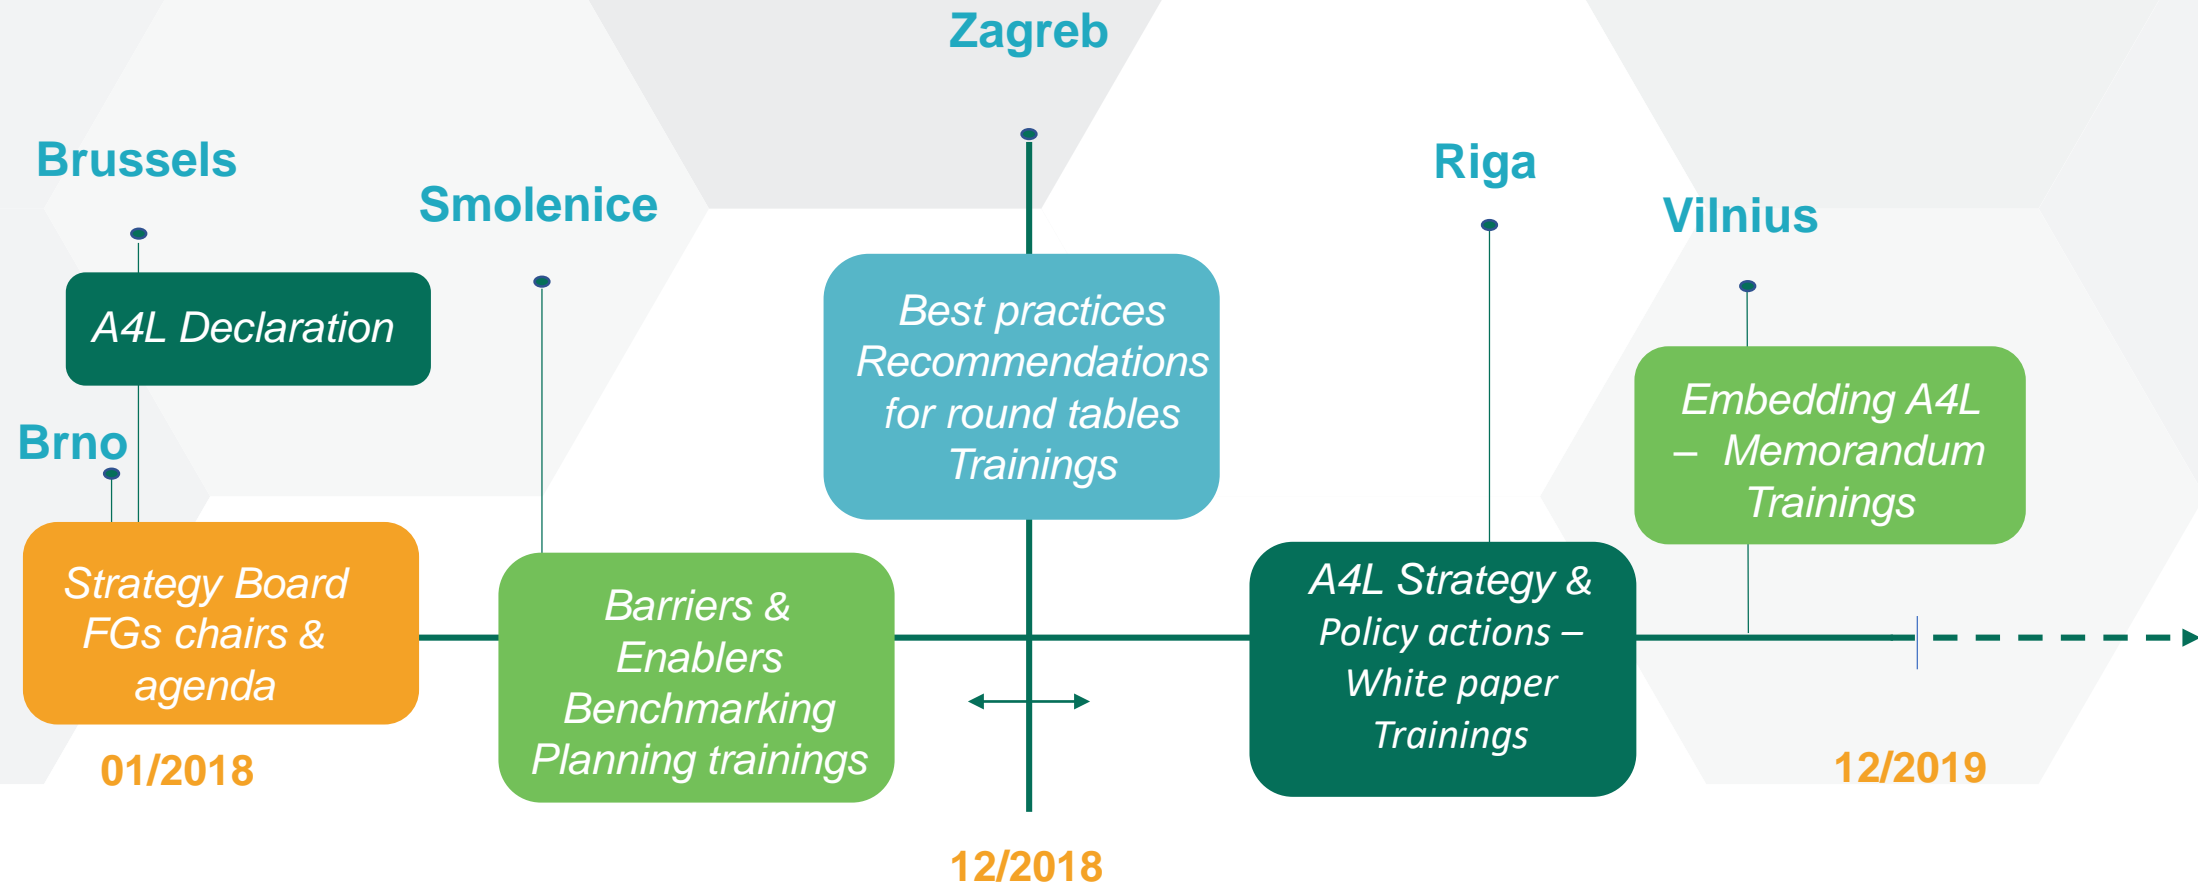 Zagreb
Brussels
Riga
Smolenice
Vilnius
A4L Declaration
Best practices
Recommendations
for round tables
Trainings
Embedding A4L
– Memorandum
Trainings
Brno
Strategy Board
FGs chairs &
agenda
Barriers &
Enablers
Benchmarking
Planning trainings
A4L Strategy &
Policy actions –
White paper
Trainings
01/2018
12/2018
12/2019